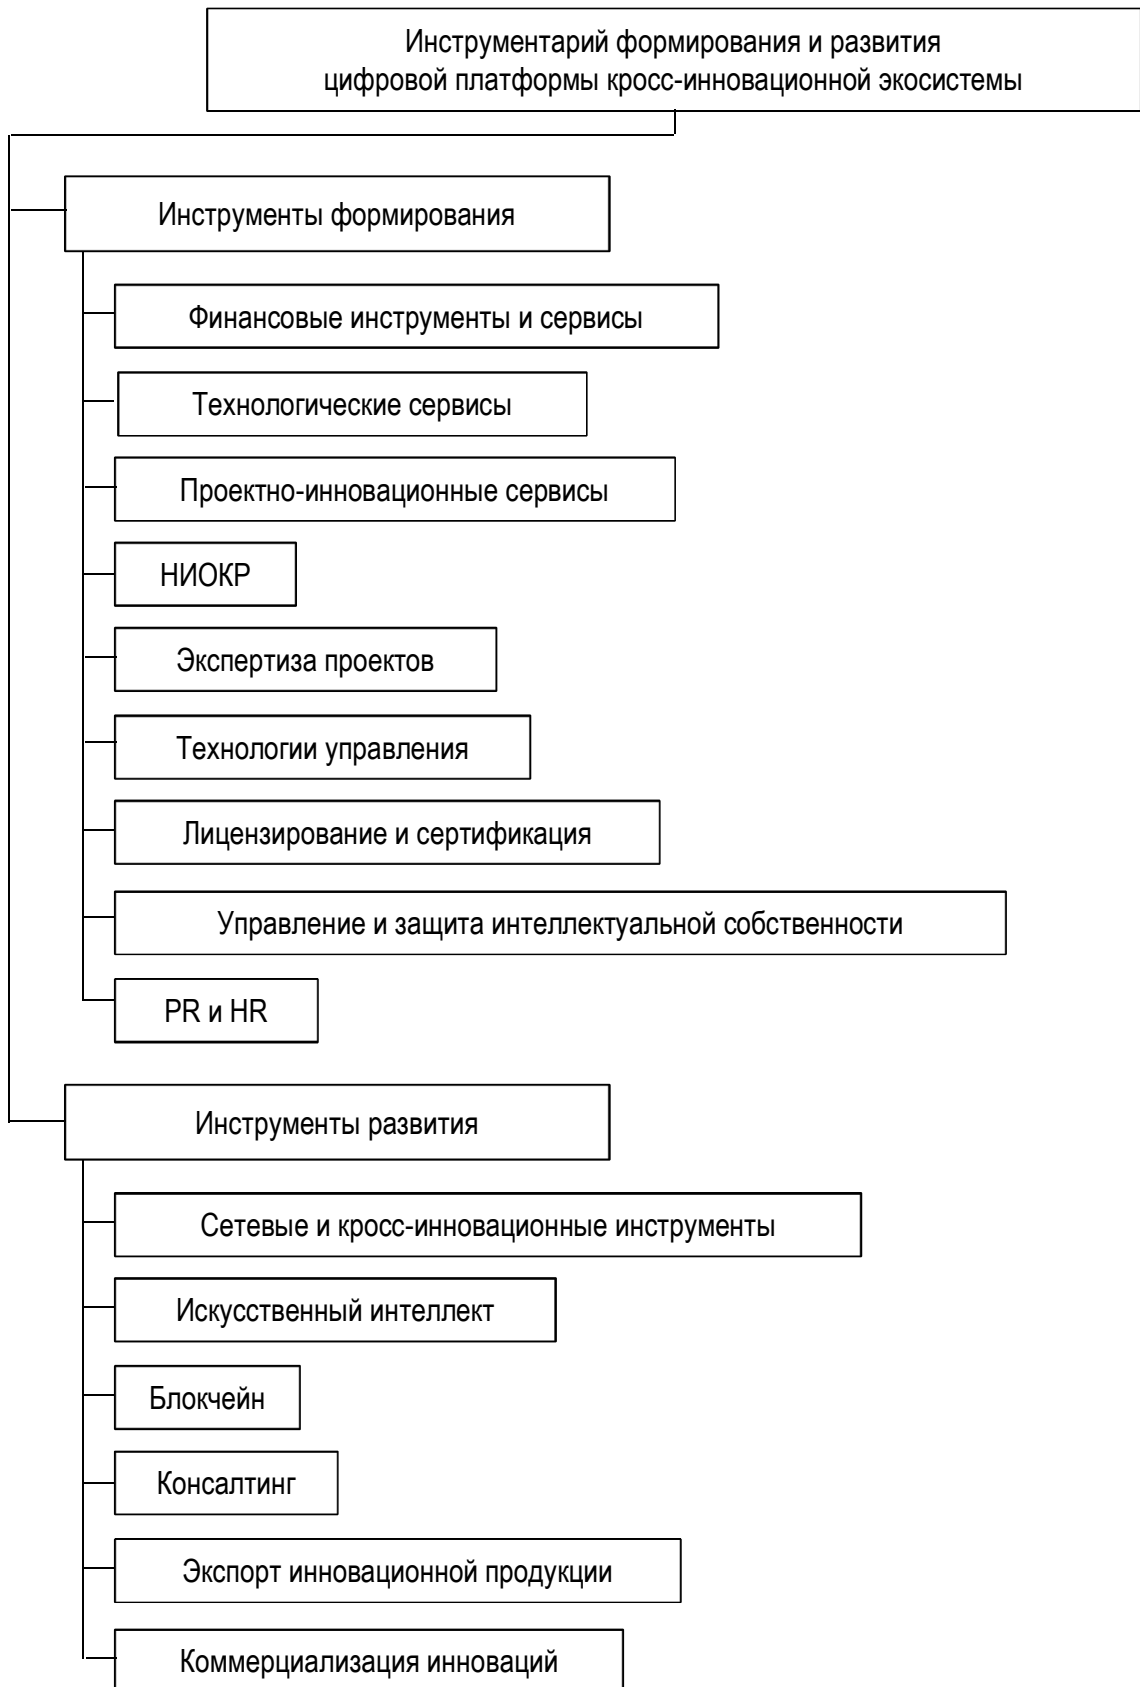 Инструментарий формирования и развития
цифровой платформы кросс-инновационной экосистемы
Инструменты формирования
Финансовые инструменты и сервисы
Технологические сервисы
Проектно-инновационные сервисы
НИОКР
Экспертиза проектов
Технологии управления
Лицензирование и сертификация
Управление и защита интеллектуальной собственности
PR и HR
Инструменты развития
Сетевые и кросс-инновационные инструменты
Искусственный интеллект
Блокчейн
Консалтинг
Экспорт инновационной продукции
Коммерциализация инноваций